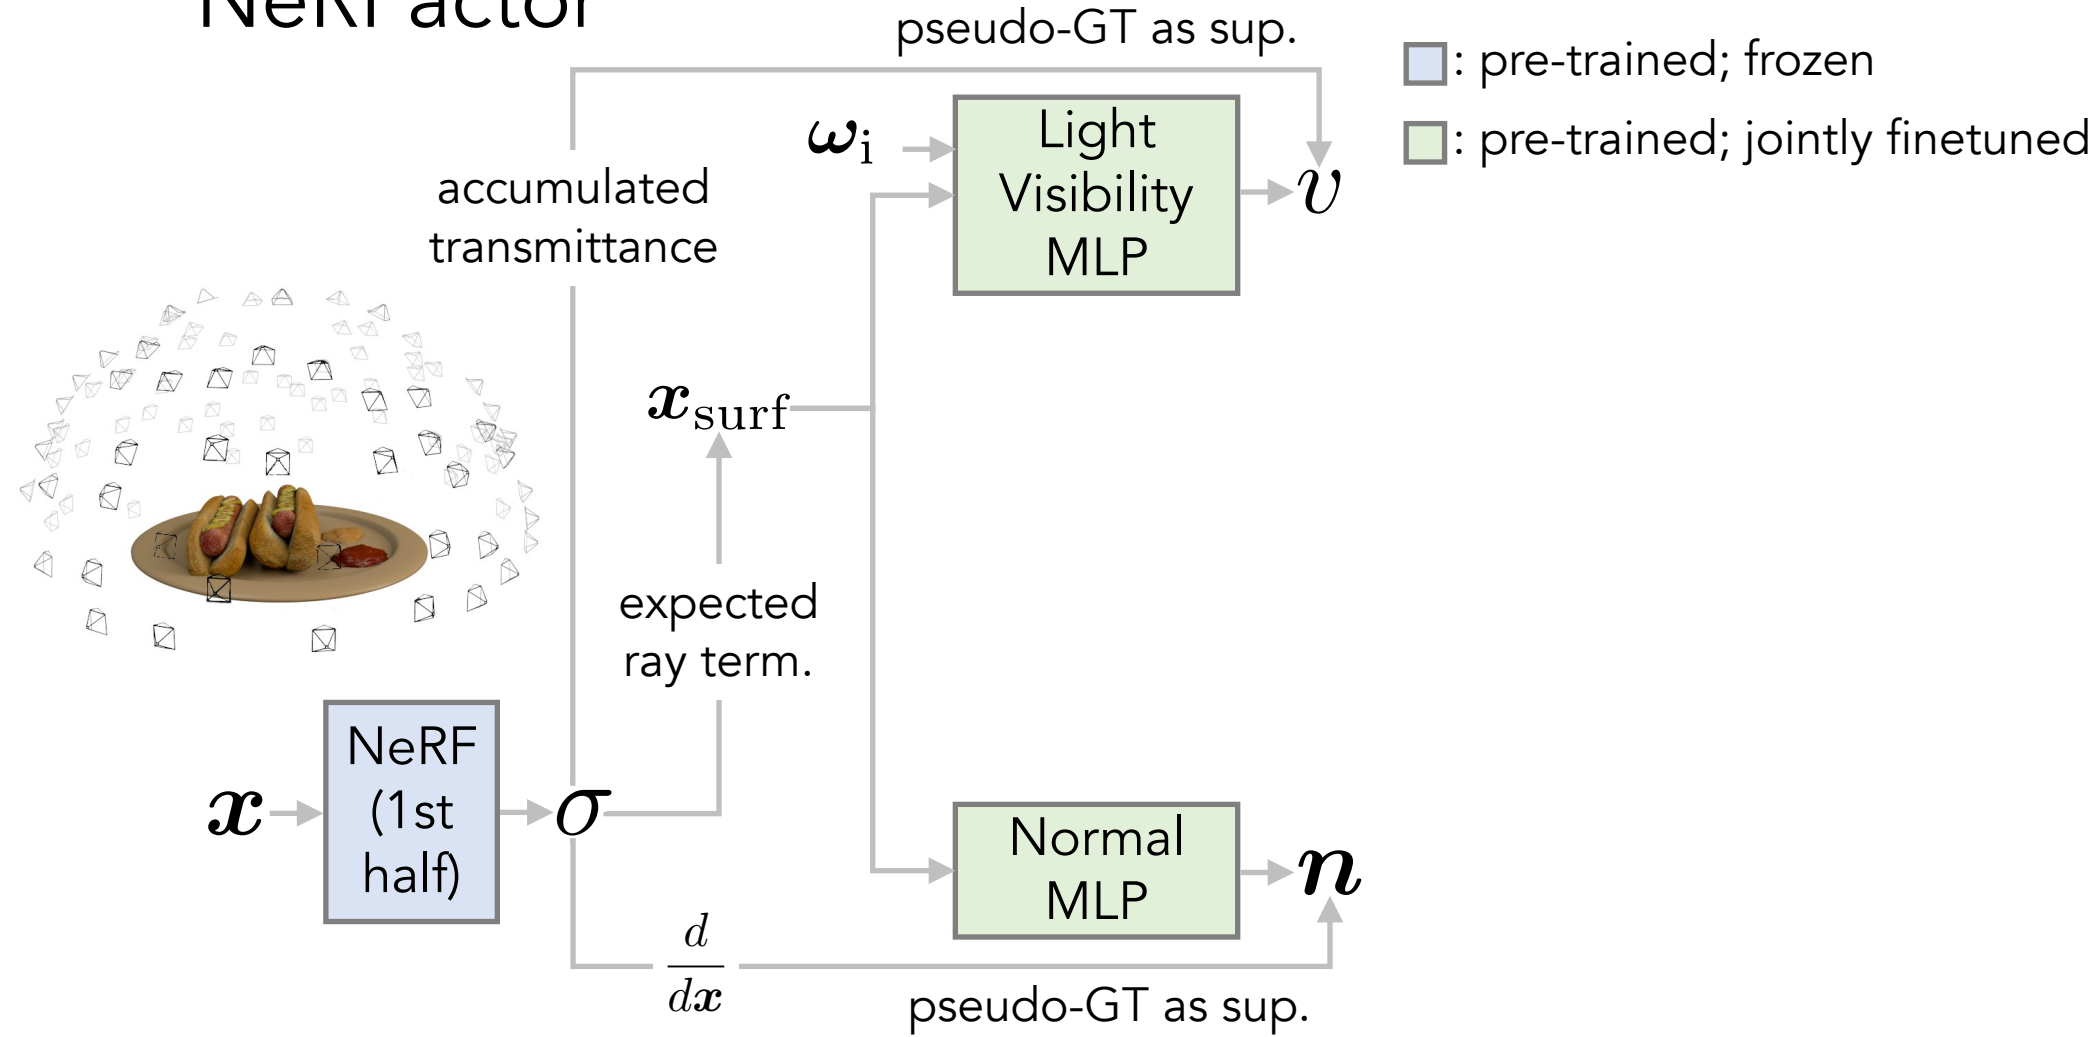 NeRFactor
pseudo-GT as sup.
: pre-trained; frozen
: pre-trained; jointly finetuned
ωi
Light
Visibility
MLP
v
accumulated
transmittance
xsurf
expected
ray term.
x
NeRF
(1st
half)
σ
Normal
MLP
n
d
dx
pseudo-GT as sup.